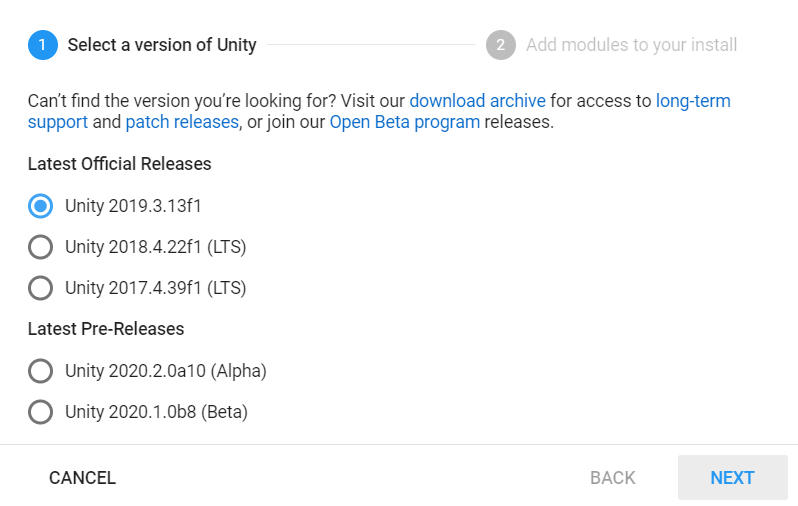 1 Select a version of Unity 2 Add modules to your install
Can’t find the version you’re looking for? Visit our download archive for access to long-term
support and patch releases, or join our Open Beta program releases.
Latest Official Releases
Unity 2019.3.13f1
Unity 2018.4.22f1 (LTS)
Unity 2017.4.39f1 (LTS)
Latest Pre-Releases
Unity 2020.2.0a10 (Alpha)
Unity 2020.1.0b8 (Beta)
CANCEL BACK NEXT